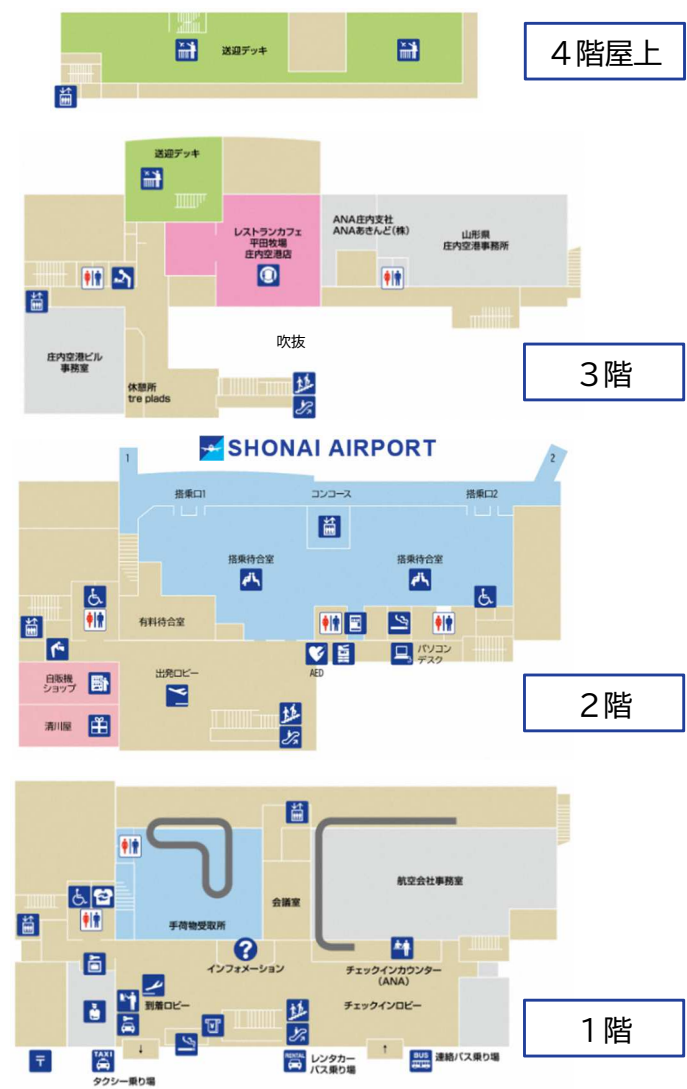 送迎デッキ
4階屋上
送迎デッキ
レストランカフェ
平田牧場
庄内空港店
ANA庄内支社
ANAあきんど(株)
山形県
庄内空港事務所
庄内空港ビル
事務室
休憩所
tre plads
吹抜
3階
SHONAI AIRPORT
1
2
搭乗口1
コンコース
搭乗口2
搭乗待合室
搭乗待合室
有料待合室
AED
パソコン
デスク
自販機
ショップ
清川屋
出発ロビー
2階
航空会社事務室
会議室
手荷物受取所
?
インフォメーション
チェックインカウンター
(ANA)
到着ロビー
チェックインロビー
↓
↑
〒
TAXI
タクシー乗り場
RENTAL
レンタカー
バス乗り場
BUS
連絡バス乗り場
1階